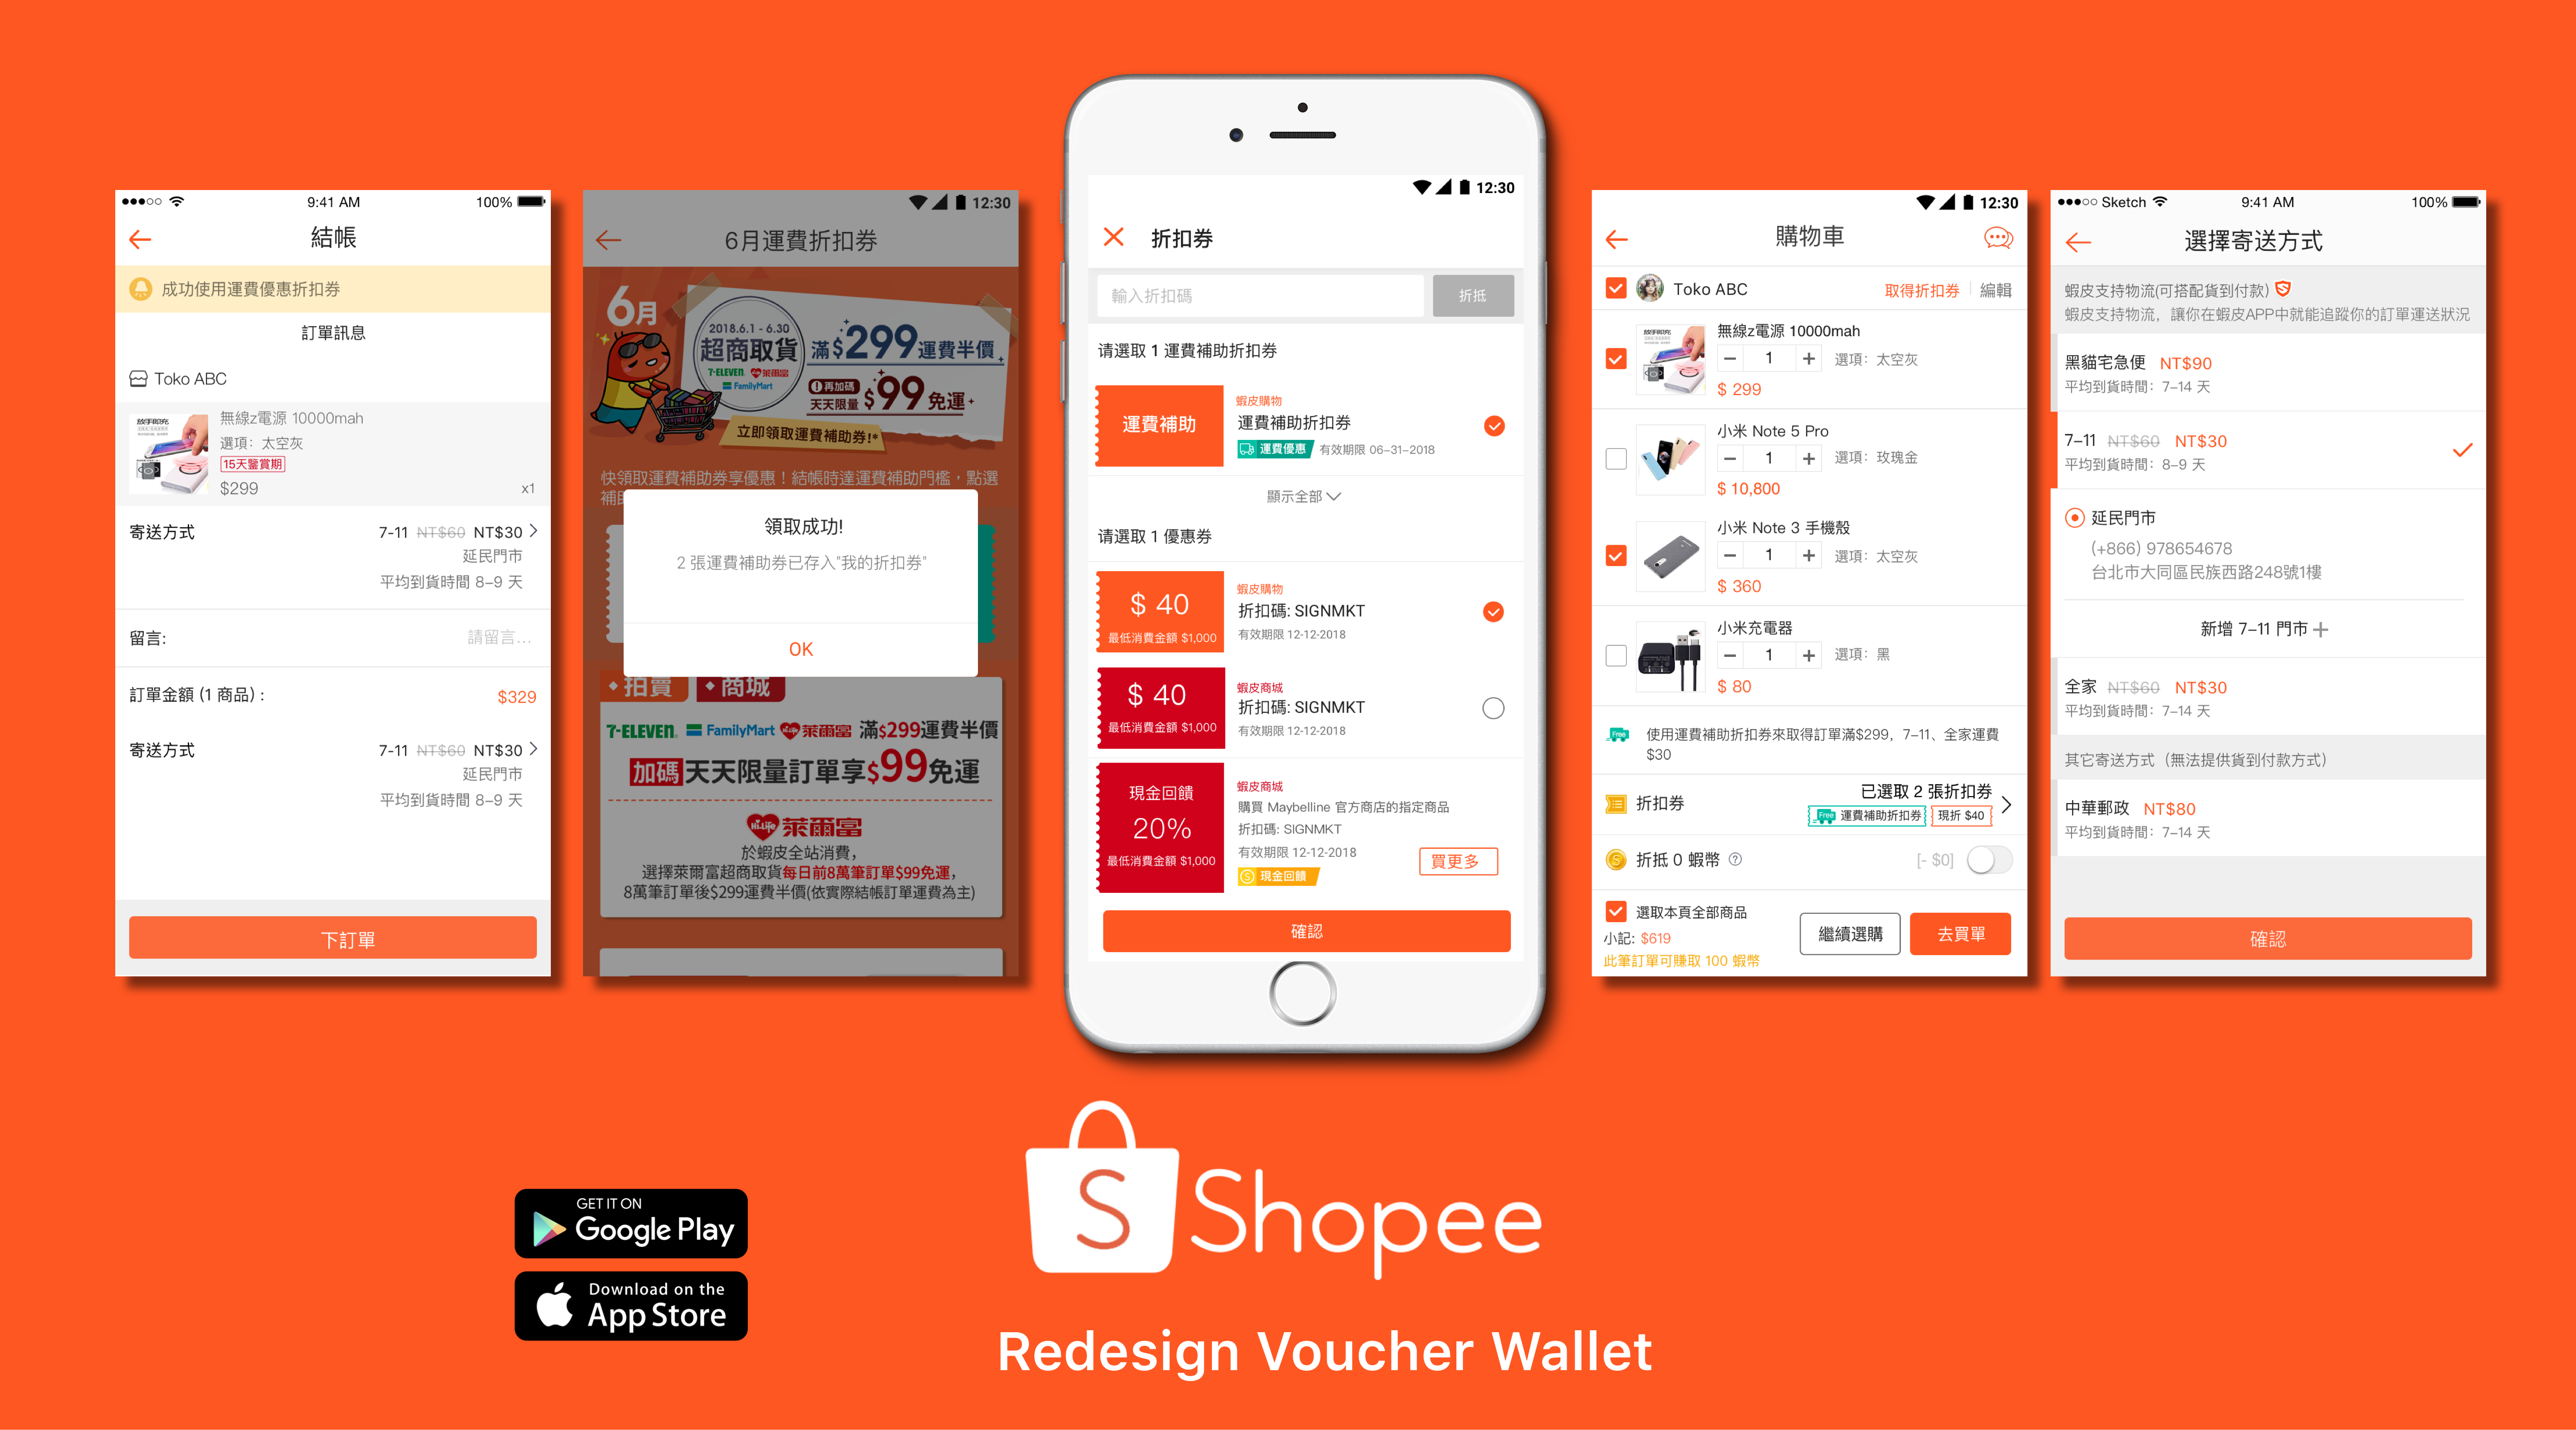 9:41 AM
100%
結帳
成功使用運費優惠折扣券
訂單訊息
Toko ABC
無線z電源 10000mah
選項: 太空灰
15天鑒賞期
$299
x1
寄送方式
7-11 NT$60 NT$30
延民門市
平均到貨時間 8-9 天
留言:
請留言...
訂單金額 (1 商品) :
$329
寄送方式
7-11 NT$60 NT$30
延民門市
平均到貨時間 8-9 天
下訂單
12:30
6月運費折扣券
6月
2018.6.1 - 6.30
超商取貨
7-ELEVEN 萊爾富
FamilyMart
滿$299運費半價
再加碼
天天限量 $99免運
立即領取運費補助券!*
快領取運費補助券享優惠！結帳時達運費補助門檻，點選
領取成功!
2 張運費補助券已存入"我的折扣券"
OK
拍賣 商城
7-ELEVEN FamilyMart 萊爾富 滿$299運費半價
加碼 天天限量訂單享$99免運
Hi-Life 萊爾富
於蝦皮全站消費，
選擇萊爾富超商取貨每日前8萬筆訂單$99免運，
8萬筆訂單後$299運費半價(依實際結帳訂單運費為主)
12:30
折扣券
輸入折扣碼
折抵
请選取 1 運費補助折扣券
運費補助
蝦皮購物
運費補助折扣券
運費優惠 有效期限 06-31-2018
顯示全部
请選取 1 優惠券
$ 40
最低消費金額 $1,000
蝦皮購物
折扣碼: SIGNMKT
有效期限 12-12-2018
$ 40
最低消費金額 $1,000
蝦皮商城
折扣碼: SIGNMKT
有效期限 12-12-2018
現金回饋
20%
最低消費金額 $1,000
蝦皮商城
購買 Maybelline 官方商店的指定商品
折扣碼: SIGNMKT
有效期限 12-12-2018
現金回饋
買更多
確認
12:30
購物車
Toko ABC
取得折扣券
編輯
無線z電源 10000mah
1
選項: 太空灰
$ 299
小米 Note 5 Pro
1
選項: 玫瑰金
$ 10,800
小米 Note 3 手機殼
1
選項: 太空灰
$ 360
小米充電器
1
選項: 黑
$ 80
Free 使用運費補助折扣券來取得訂單滿$299, 7-11、全家運費
$30
折扣券
已選取 2 張折扣券
Free 運費補助折扣券 現折 $40
折抵 0 蝦幣
[- $0]
選取本頁全部商品
小記: $619
此筆訂單可賺取 100 蝦幣
繼續選購
去買單
Sketch
9:41 AM
100%
選擇寄送方式
蝦皮支持物流(可搭配貨到付款)
蝦皮支持物流, 讓你在蝦皮APP中就能追蹤你的訂單運送狀況
黑貓宅急便 NT$90
平均到貨時間: 7-14 天
7-11 NT$60 NT$30
平均到貨時間: 8-9 天
延民門市
(+866) 978654678
台北市大同區民族西路248號1樓
新增 7-11 門市
全家 NT$60 NT$30
平均到貨時間: 7-14 天
其它寄送方式 (無法提供貨到付款方式)
中華郵政 NT$80
平均到貨時間: 7-14 天
確認
GET IT ON
Google Play
Download on the
App Store
S Shopee
Redesign Voucher Wallet